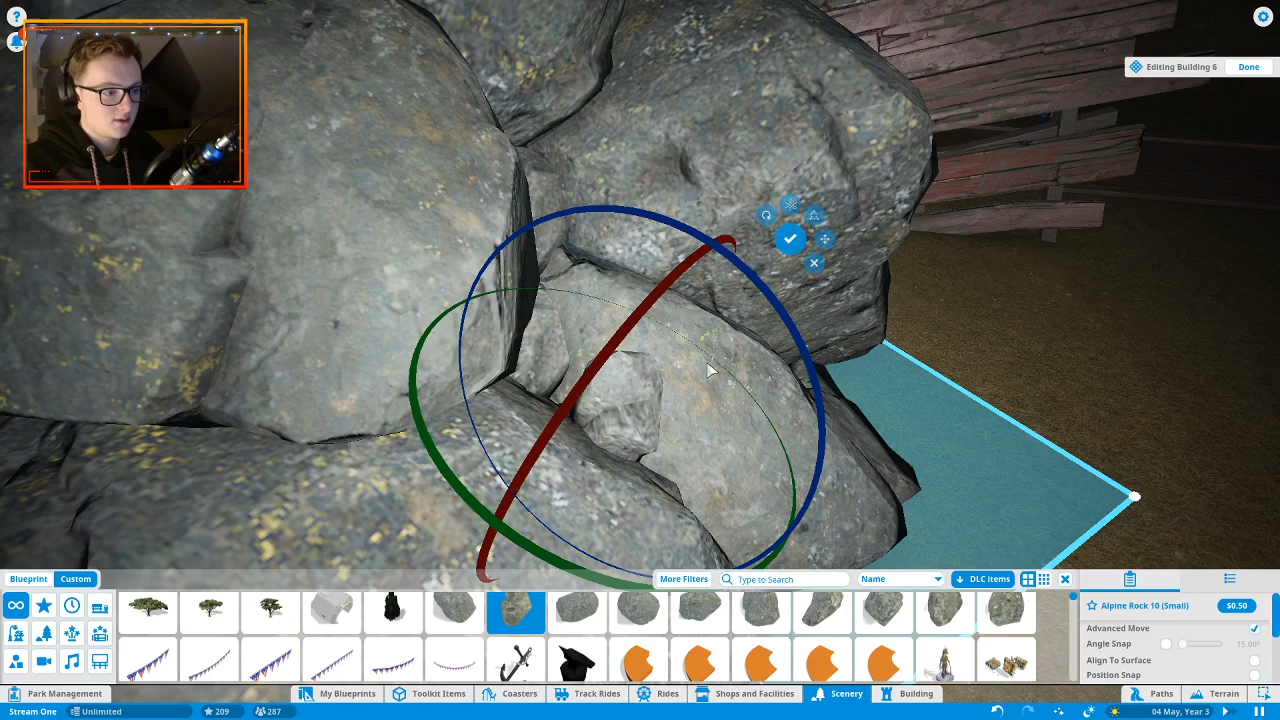 ?
Editing Building 6 Done
Blueprint Custom More Filters Type to Search Name DLC items
Alpine Rock 10 (Small) $0.50
Advanced Move
Angle Snap 15.00°
Align To Surface
Position Snap
Park Management My Blueprints Toolkit Items Coasters Track Rides Rides Shops and Facilities Scenery Building Paths Terrain
Stream One Unlimited 209 287 04 May, Year 3